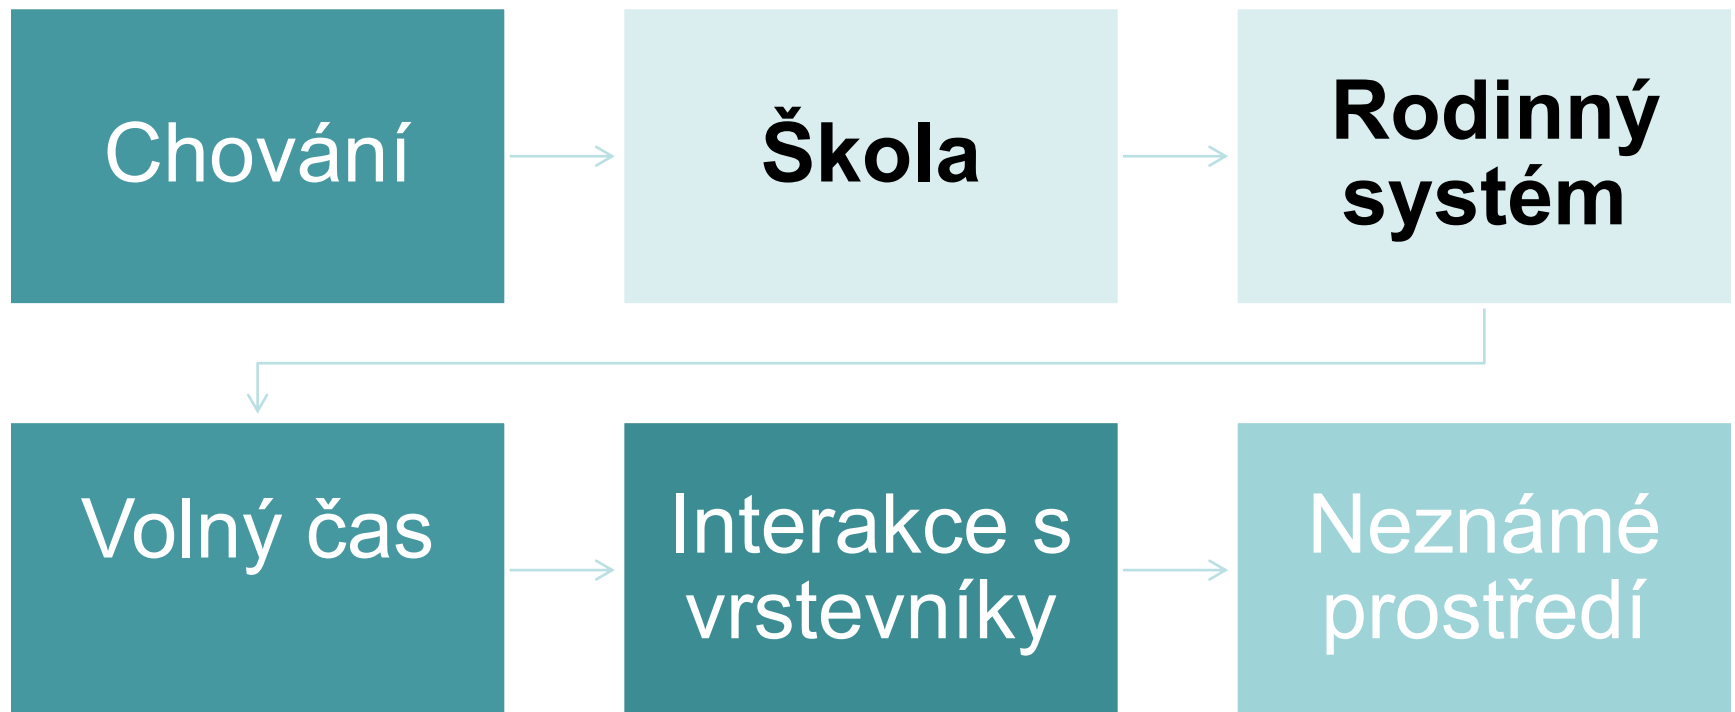 Chování
Škola
Rodinný
systém
Volný čas
Interakce s
vrstevníky
Neznámé
prostředí